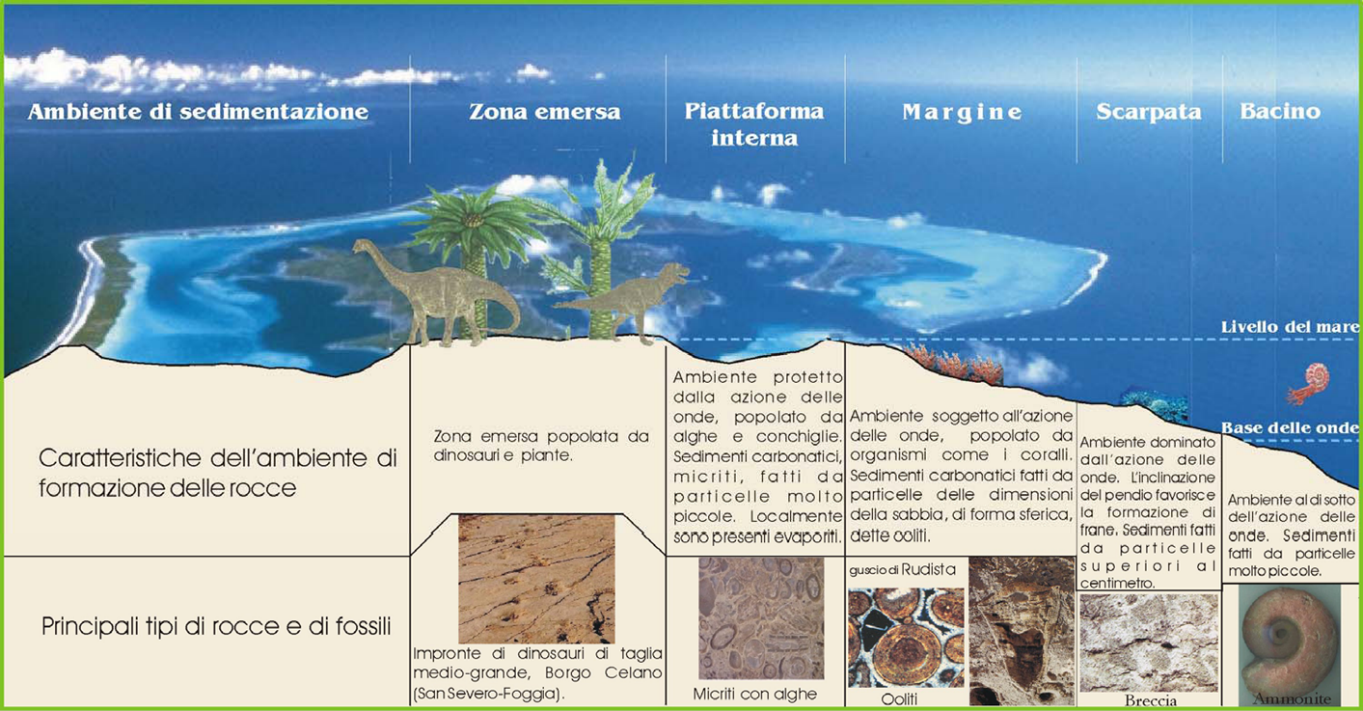 Ambiente di sedimentazione
Zona emersa
Piattaforma
interna
Margine
Scarpata
Bacino
Livello del mare
Base delle onde
Caratteristiche dell'ambiente di
formazione delle rocce
Zona emersa popolata da
dinosauri e piante.
Ambiente protetto
dalla azione delle
onde, popolato da
alghe e conchiglie.
Sedimenti carbonatici,
micriti, fatti da
particelle molto
piccole. Localmente
sono presenti evaporiti.
Ambiente soggetto all'azione
delle onde, popolato da
organismi come i coralli.
Sedimenti carbonatici fatti da
particelle delle dimensioni
della sabbia, di forma sferica,
dette ooliti.
Ambiente dominato
dall'azione delle
onde. L'inclinazione
del pendio favorisce
la formazione di
frane. Sedimenti fatti
da particelle
superiori al
centimetro.
Ambiente al di sotto
dell'azione delle
onde. Sedimenti
fatti da particelle
molto piccole.
Principali tipi di rocce e di fossili
Impronte di dinosauri di taglia
medio-grande, Borgo Celano
(San Severo-Foggia).
Micriti con alghe
guscio di Rudista
Ooliti
Breccia
Ammonite